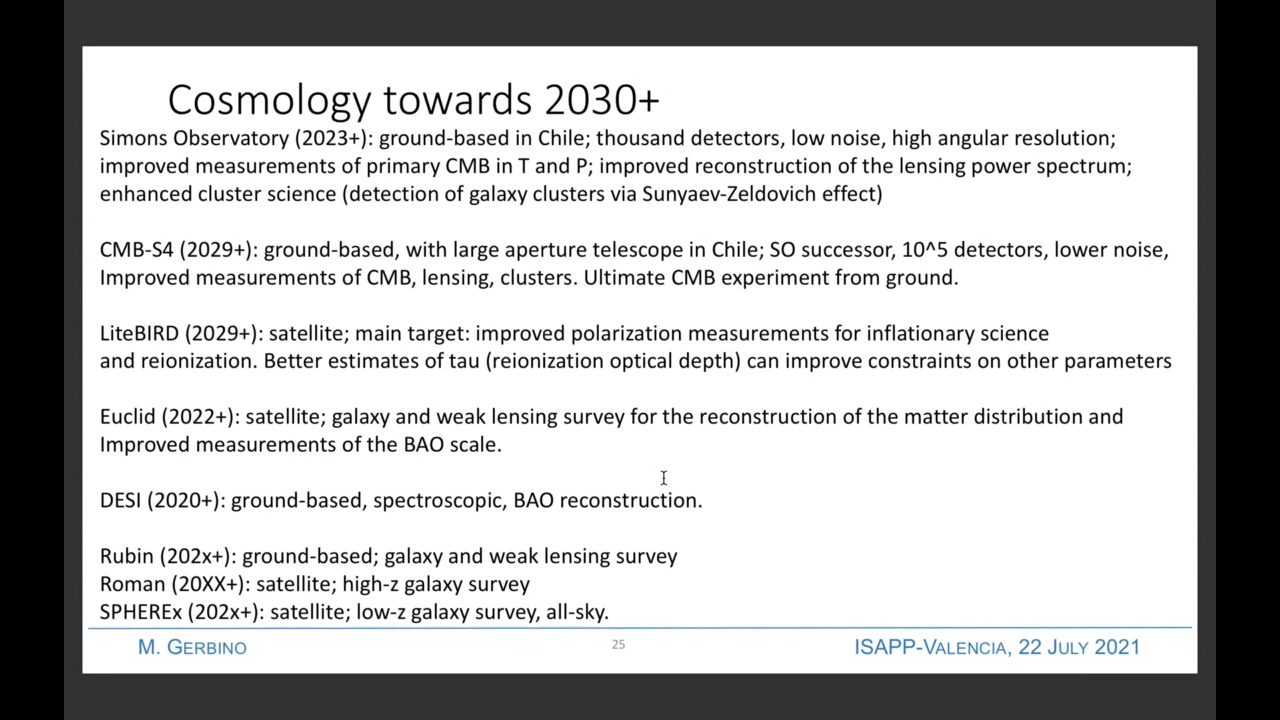 Cosmology towards 2030+
Simons Observatory (2023+): ground-based in Chile; thousand detectors, low noise, high angular resolution;
improved measurements of primary CMB in T and P; improved reconstruction of the lensing power spectrum;
enhanced cluster science (detection of galaxy clusters via Sunyaev-Zeldovich effect)
CMB-S4 (2029+): ground-based, with large aperture telescope in Chile; SO successor, 10^5 detectors, lower noise,
Improved measurements of CMB, lensing, clusters. Ultimate CMB experiment from ground.
LiteBIRD (2029+): satellite; main target: improved polarization measurements for inflationary science
and reionization. Better estimates of tau (reionization optical depth) can improve constraints on other parameters
Euclid (2022+): satellite; galaxy and weak lensing survey for the reconstruction of the matter distribution and
Improved measurements of the BAO scale.
DESI (2020+): ground-based, spectroscopic, BAO reconstruction.
Rubin (202x+): ground-based; galaxy and weak lensing survey
Roman (20XX+): satellite; high-z galaxy survey
SPHEREx (202x+): satellite; low-z galaxy survey, all-sky.
M. GERBINO
25
ISAPP-VALENCIA, 22 JULY 2021